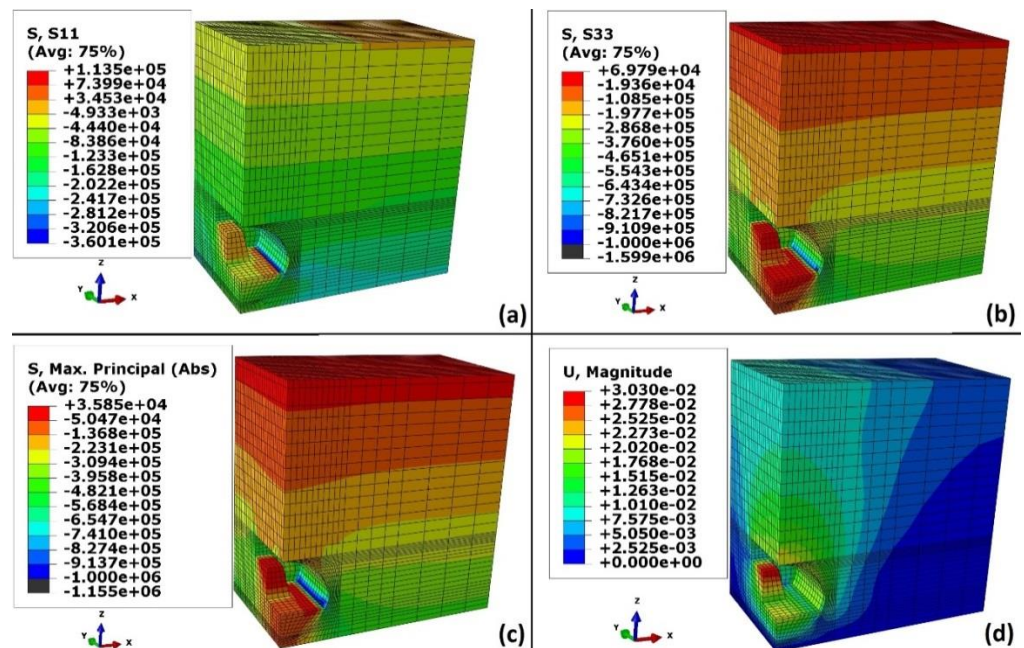 S, S11
(Avg: 75%)
+1.135e+05
+7.399e+04
+3.453e+04
-4.933e+03
-4.440e+04
-8.386e+04
-1.233e+05
-1.628e+05
-2.022e+05
-2.417e+05
-2.812e+05
-3.206e+05
-3.601e+05
Z
Y
X
(a)
S, S33
(Avg: 75%)
+6.979e+04
-1.936e+04
-1.085e+05
-1.977e+05
-2.868e+05
-3.760e+05
-4.651e+05
-5.543e+05
-6.434e+05
-7.326e+05
-8.217e+05
-9.109e+05
-1.000e+06
-1.599e+06
Z
Y
X
(b)
S, Max. Principal (Abs)
(Avg: 75%)
+3.585e+04
-5.047e+04
-1.368e+05
-2.231e+05
-3.094e+05
-3.958e+05
-4.821e+05
-5.684e+05
-6.547e+05
-7.410e+05
-8.274e+05
-9.137e+05
-1.000e+06
-1.155e+06
Z
Y
X
(c)
U, Magnitude
+3.030e-02
+2.778e-02
+2.525e-02
+2.273e-02
+2.020e-02
+1.768e-02
+1.515e-02
+1.263e-02
+1.010e-02
+7.575e-03
+5.050e-03
+2.525e-03
+0.000e+00
Z
Y
X
(d)